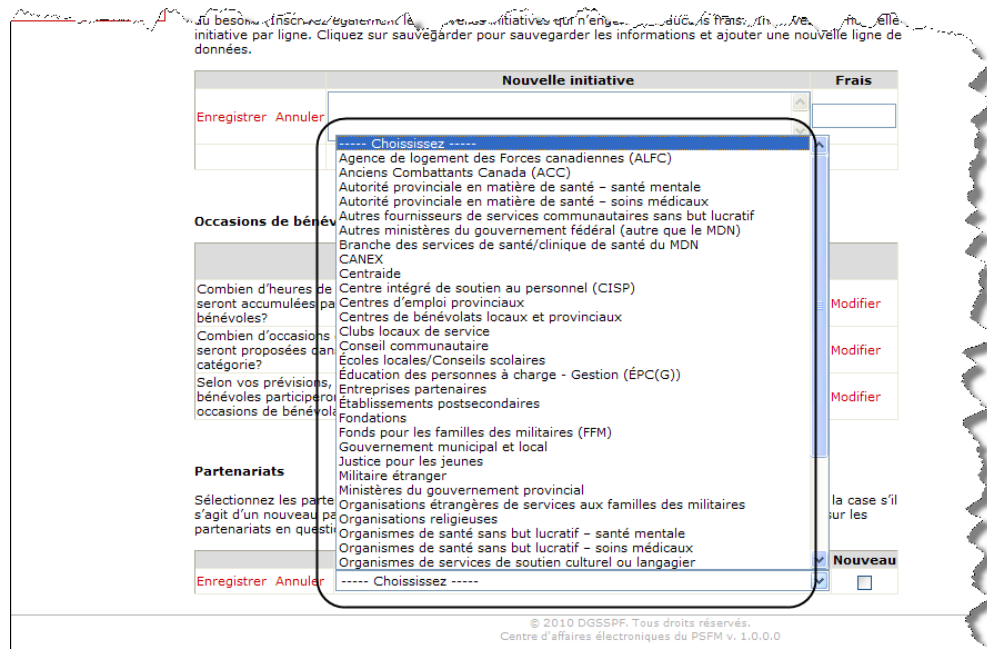 initiative par ligne. Cliquez sur sauvegarder pour sauvegarder les informations et ajouter une nouvelle ligne de
données.
Nouvelle initiative Frais
Enregistrer Annuler
----- Choississez -----
Agence de logement des Forces canadiennes (ALFC)
Anciens Combattants Canada (ACC)
Autorité provinciale en matière de santé – santé mentale
Autorité provinciale en matière de santé – soins médicaux
Autres fournisseurs de services communautaires sans but lucratif
Autres ministères du gouvernement fédéral (autre que le MDN)
Branche des services de santé/clinique de santé du MDN
CANEX
Centraide
Centre intégré de soutien au personnel (CISP)
Centres d'emploi provinciaux
Centres de bénévolats locaux et provinciaux
Clubs locaux de service
Conseil communautaire
Écoles locales/Conseils scolaires
Éducation des personnes à charge - Gestion (ÉPC(G))
Entreprises partenaires
Établissements postsecondaires
Fondations
Fonds pour les familles des militaires (FFM)
Gouvernement municipal et local
Justice pour les jeunes
Militaire étranger
Ministères du gouvernement provincial
Organisations étrangères de services aux familles des militaires
Organisations religieuses
Organismes de santé sans but lucratif – santé mentale
Organismes de santé sans but lucratif – soins médicaux
Organismes de services de soutien culturel ou langagier
Occasions de bénév
Combien d'heures de
seront accumulées pa
bénévoles?
Modifier
Combien d'occasions
seront proposées dan
catégorie?
Modifier
Selon vos prévisions,
bénévoles participero
occasions de bénévola
Modifier
Partenariats
Sélectionnez les parte la case s'il
s'agit d'un nouveau pa sur les
partenariats en questi
Nouveau
Enregistrer Annuler ----- Choississez -----
© 2010 DGSSPF. Tous droits réservés.
Centre d'affaires électroniques du PSFM v. 1.0.0.0